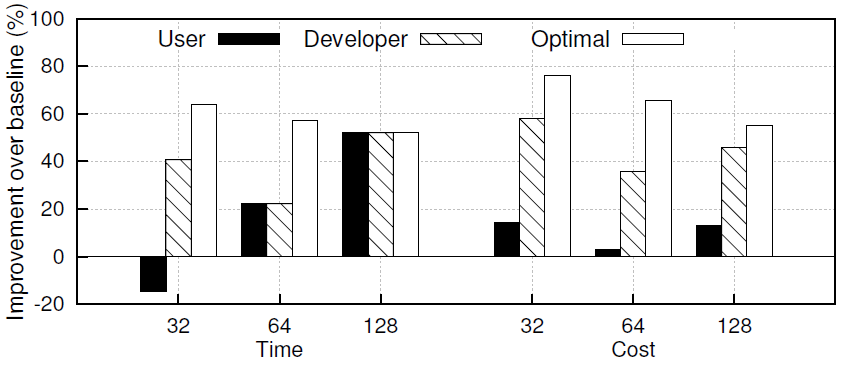 Improvement over baseline (%)
100
80
60
40
20
0
-20
User Developer Optimal
32 64 128 32 64 128
Time Cost